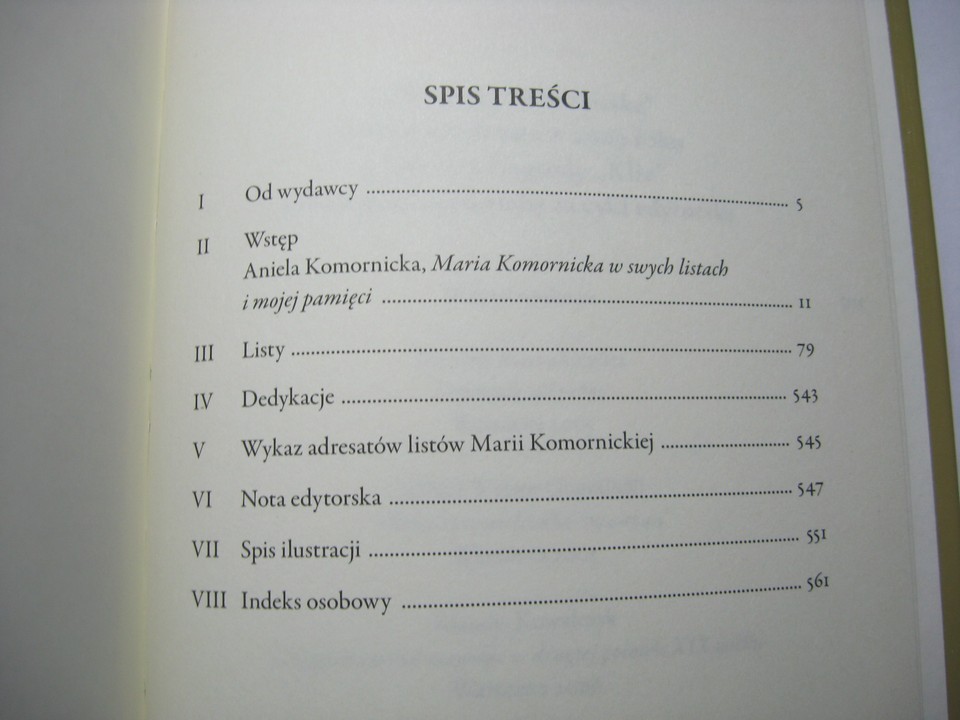 SPIS TREŚCI
I Od wydawcy ........................ 5
II Wstęp
Aniela Komornicka, Maria Komornicka w swych listach
i mojej pamięci ........................ 11
III Listy ........................ 79
IV Dedykacje ........................ 543
V Wykaz adresatów listów Marii Komornickiej ........................ 545
VI Nota edytorska ........................ 547
VII Spis ilustracji ........................ 551
VIII Indeks osobowy ........................ 561